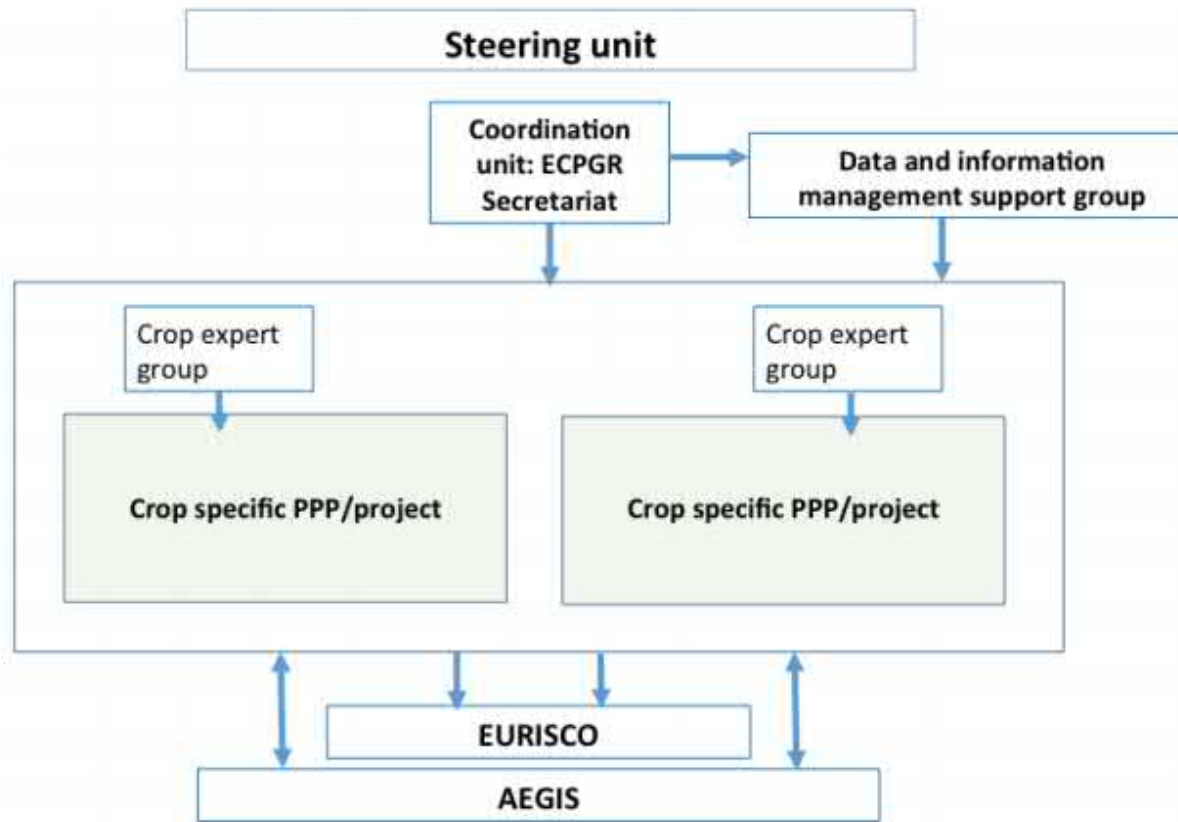 Steering unit
Coordination
unit: ECPGR
Secretariat
Data and information
management support group
Crop expert
group
Crop expert
group
Crop specific PPP/project
Crop specific PPP/project
EURISCO
AEGIS